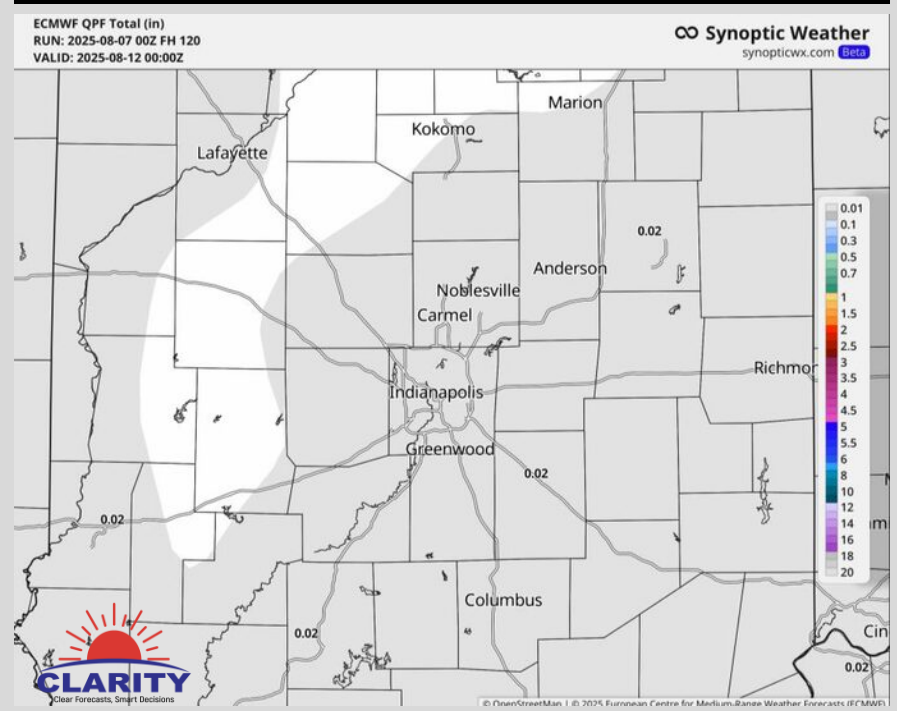 ECMWF QPF Total (in)
RUN: 2025-08-07 00Z FH 120
VALID: 2025-08-12 00:00Z
Synoptic Weather
synopticwx.com Beta
Marion
Kokomo
Lafayette
0.01
0.1
0.3
0.5
0.7
1
1.5
2
2.5
3
3.5
4
4.5
5
5.5
6
8
10
12
14
16
18
20
0.02
Anderson
Noblesville
Carmel
Richmor
Indianapolis
Greenwood
0.02
0.02
Columbus
0.02
Cin
0.02
CLARITY
Clear Forecasts, Smart Decisions
© OpenStreetMap | © 2025 European Centre for Medium-Range Weather Forecasts (ECMWF)